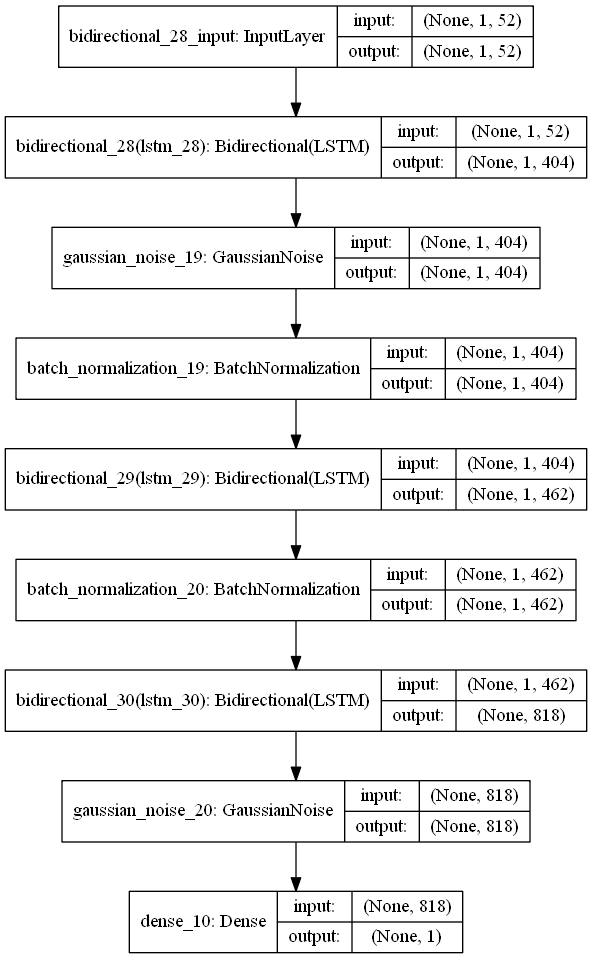 bidirectional_28_input: InputLayer
input: (None, 1, 52)
output: (None, 1, 52)
bidirectional_28(lstm_28): Bidirectional(LSTM)
input: (None, 1, 52)
output: (None, 1, 404)
gaussian_noise_19: GaussianNoise
input: (None, 1, 404)
output: (None, 1, 404)
batch_normalization_19: BatchNormalization
input: (None, 1, 404)
output: (None, 1, 404)
bidirectional_29(lstm_29): Bidirectional(LSTM)
input: (None, 1, 404)
output: (None, 1, 462)
batch_normalization_20: BatchNormalization
input: (None, 1, 462)
output: (None, 1, 462)
bidirectional_30(lstm_30): Bidirectional(LSTM)
input: (None, 1, 462)
output: (None, 818)
gaussian_noise_20: GaussianNoise
input: (None, 818)
output: (None, 818)
dense_10: Dense
input: (None, 818)
output: (None, 1)